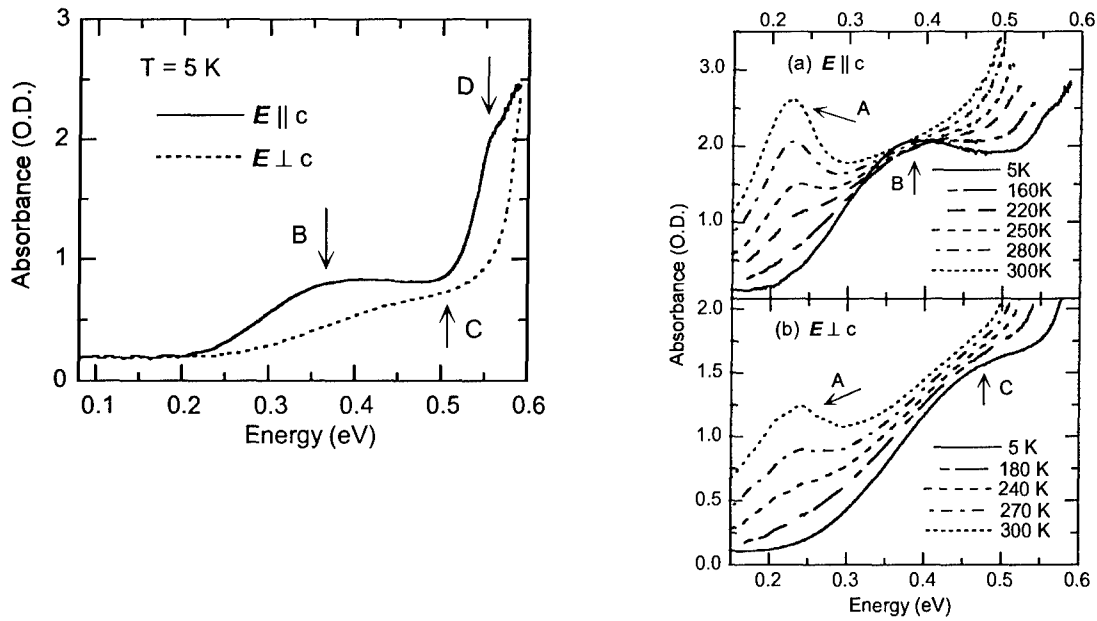 3
2
1
0
Absorbance (O.D.)
T = 5 K
E || c
E ⊥ c
B
C
D
0.1 0.2 0.3 0.4 0.5 0.6
Energy (eV)
0.2 0.3 0.4 0.5 0.6
(a) E || c
3.0
2.0
1.0
A
B
5K
160K
220K
250K
280K
300K
Absorbance (O.D.)
2.0
1.5
1.0
0.5
0.0
(b) E ⊥ c
A
C
5 K
180 K
240 K
270 K
300 K
0.2 0.3 0.4 0.5 0.6
Energy (eV)